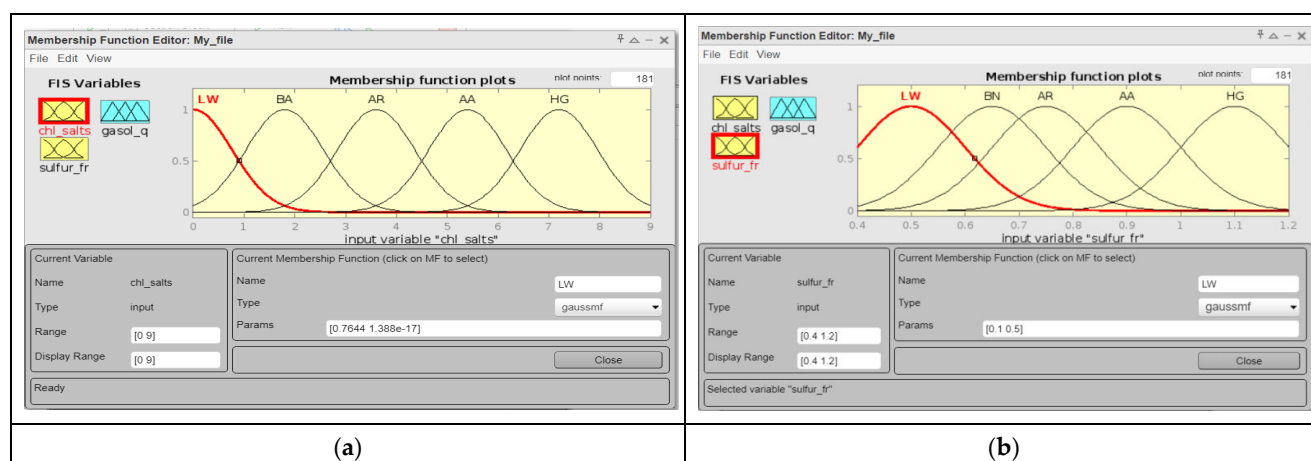 Membership Function Editor: My_file
File Edit View
FIS Variables
Membership function plots
plot points:
181
chl_salts
gasol_q
sulfur_fr
LW
BA
AR
AA
HG
1
0.5
0
0 1 2 3 4 5 6 7 8 9
input variable "chl_salts"
Current Variable
Name
chl_salts
Type
input
Range
[0 9]
Display Range
[0 9]
Current Membership Function (click on MF to select)
Name
LW
Type
gaussmf
Params
[0.7644 1.388e-17]
Close
Ready
(a)
Membership Function Editor: My_file
File Edit View
FIS Variables
Membership function plots
plot points:
181
chl_salts
gasol_q
sulfur_fr
LW
BN
AR
AA
HG
1
0.5
0
0.4 0.5 0.6 0.7 0.8 0.9 1 1.1 1.2
input variable "sulfur_fr"
Current Variable
Name
sulfur_fr
Type
input
Range
[0.4 1.2]
Display Range
[0.4 1.2]
Current Membership Function (click on MF to select)
Name
LW
Type
gaussmf
Params
[0.1 0.5]
Close
Selected variable "sulfur_fr"
(b)